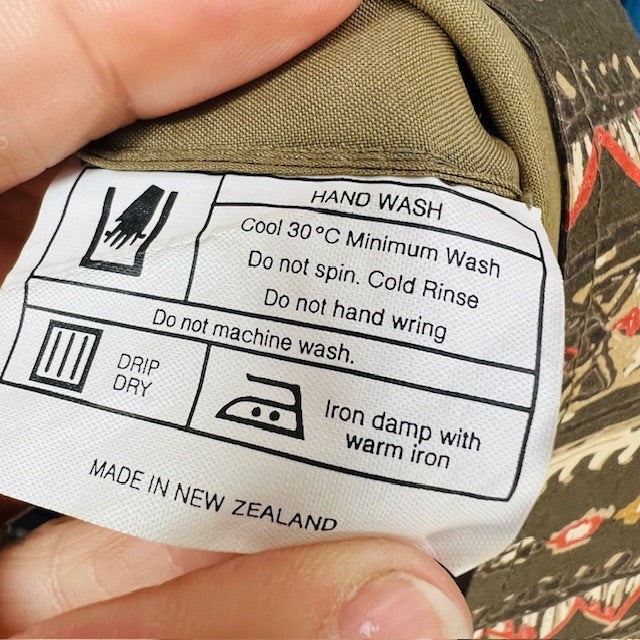 HAND WASH
Cool 30°C Minimum Wash
Do not spin. Cold Rinse
Do not hand wring
Do not machine wash.
DRIP
DRY
Iron damp with
warm iron
MADE IN NEW ZEALAND